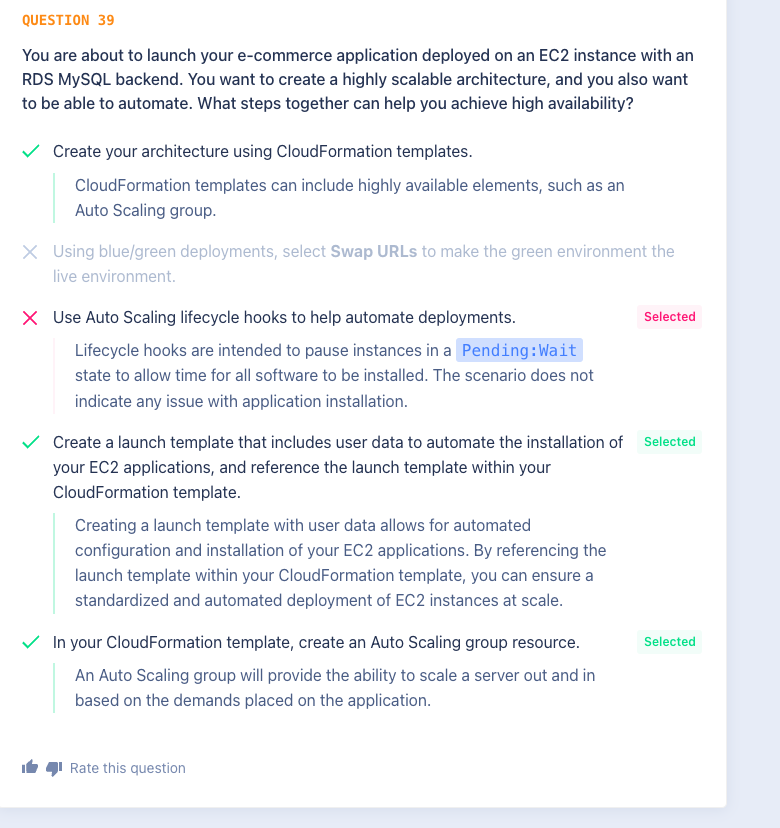 QUESTION 39
You are about to launch your e-commerce application deployed on an EC2 instance with an
RDS MySQL backend. You want to create a highly scalable architecture, and you also want
to be able to automate. What steps together can help you achieve high availability?
Create your architecture using CloudFormation templates.
CloudFormation templates can include highly available elements, such as an
Auto Scaling group.
Using blue/green deployments, select Swap URLs to make the green environment the
live environment.
Use Auto Scaling lifecycle hooks to help automate deployments. Selected
Lifecycle hooks are intended to pause instances in a Pending:Wait
state to allow time for all software to be installed. The scenario does not
indicate any issue with application installation.
Create a launch template that includes user data to automate the installation of Selected
your EC2 applications, and reference the launch template within your
CloudFormation template.
Creating a launch template with user data allows for automated
configuration and installation of your EC2 applications. By referencing the
launch template within your CloudFormation template, you can ensure a
standardized and automated deployment of EC2 instances at scale.
In your CloudFormation template, create an Auto Scaling group resource. Selected
An Auto Scaling group will provide the ability to scale a server out and in
based on the demands placed on the application.
Rate this question